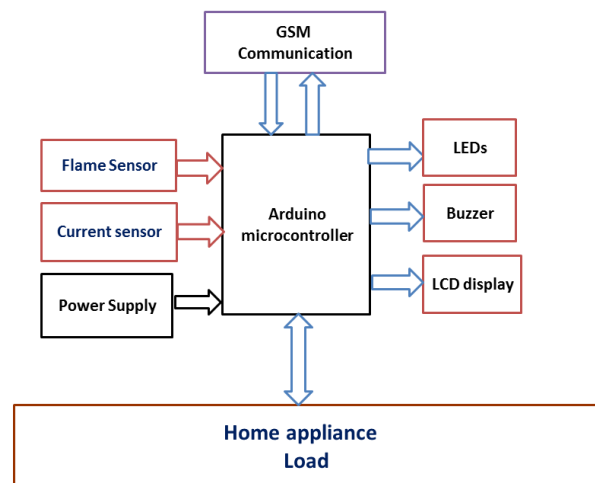 GSM
Communication
Flame Sensor
LEDs
Arduino
microcontroller
Current sensor
Buzzer
Power Supply
LCD display
Home appliance
Load